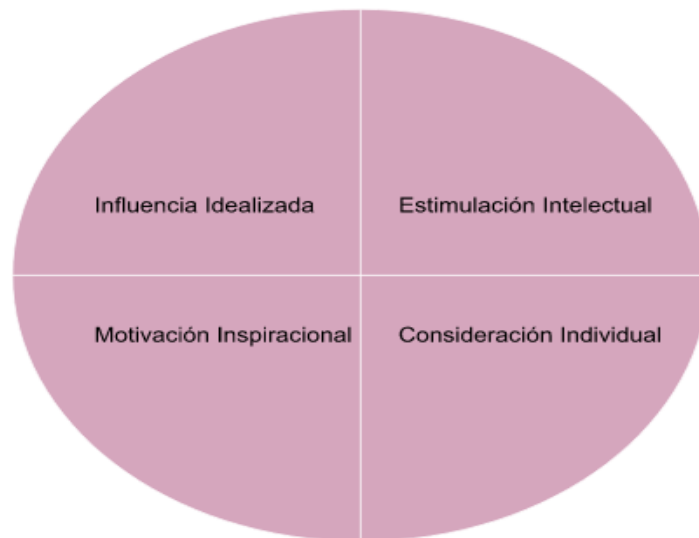 Influencia Idealizada
Estimulación Intelectual
Motivación Inspiracional
Consideración Individual